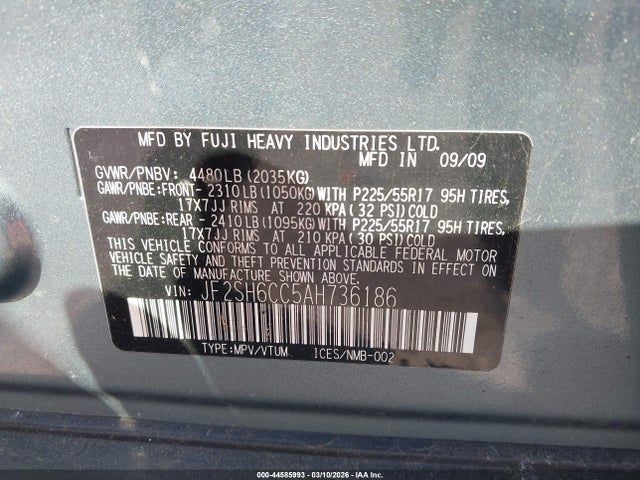 MFD BY FUJI HEAVY INDUSTRIES LTD.
MFD IN 09/09
GVWR/PNBV: 4480LB (2035KG)
GAWR/PNBE:FRONT- 2310LB (1050KG) WITH P225/55R17 95H TIRES,
17X7JJ RIMS AT 220 KPA (32 PSI) COLD
GAWR/PNBE:REAR - 2410LB (1095KG) WITH P225/55R17 95H TIRES,
17X7JJ RIMS AT 210 KPA (30 PSI) COLD
THIS VEHICLE CONFORMS TO ALL APPLICABLE FEDERAL MOTOR
VEHICLE SAFETY AND THEFT PREVENTION STANDARDS IN EFFECT
ON THE DATE OF MANUFACTURE SHOWN ABOVE.
VIN: JF2SH6CC5AH736186
TYPE:MPV/VTUM ICES/NMB-002
000-44585993 — 03/10/2026 — IAA Inc.